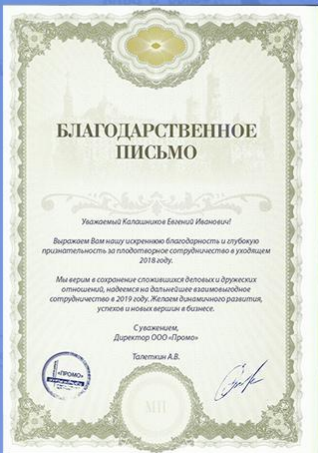 БЛАГОДАРСТВЕННОЕ
ПИСЬМО
Уважаемый Калашников Евгений Иванович!
Выражаем Вам нашу искреннюю благодарность и глубокую
признательность за плодотворное сотрудничество в уходящем
2018 году.
Мы верим в сохранение сложившихся деловых и дружеских
отношений, надеемся на дальнейшее взаимовыгодное
сотрудничество в 2019 году. Желаем динамичного развития,
успехов и новых вершин в бизнесе.
С уважением,
Директор ООО «Промо»
Талеткин А.В.
«ПРОМО»
МП